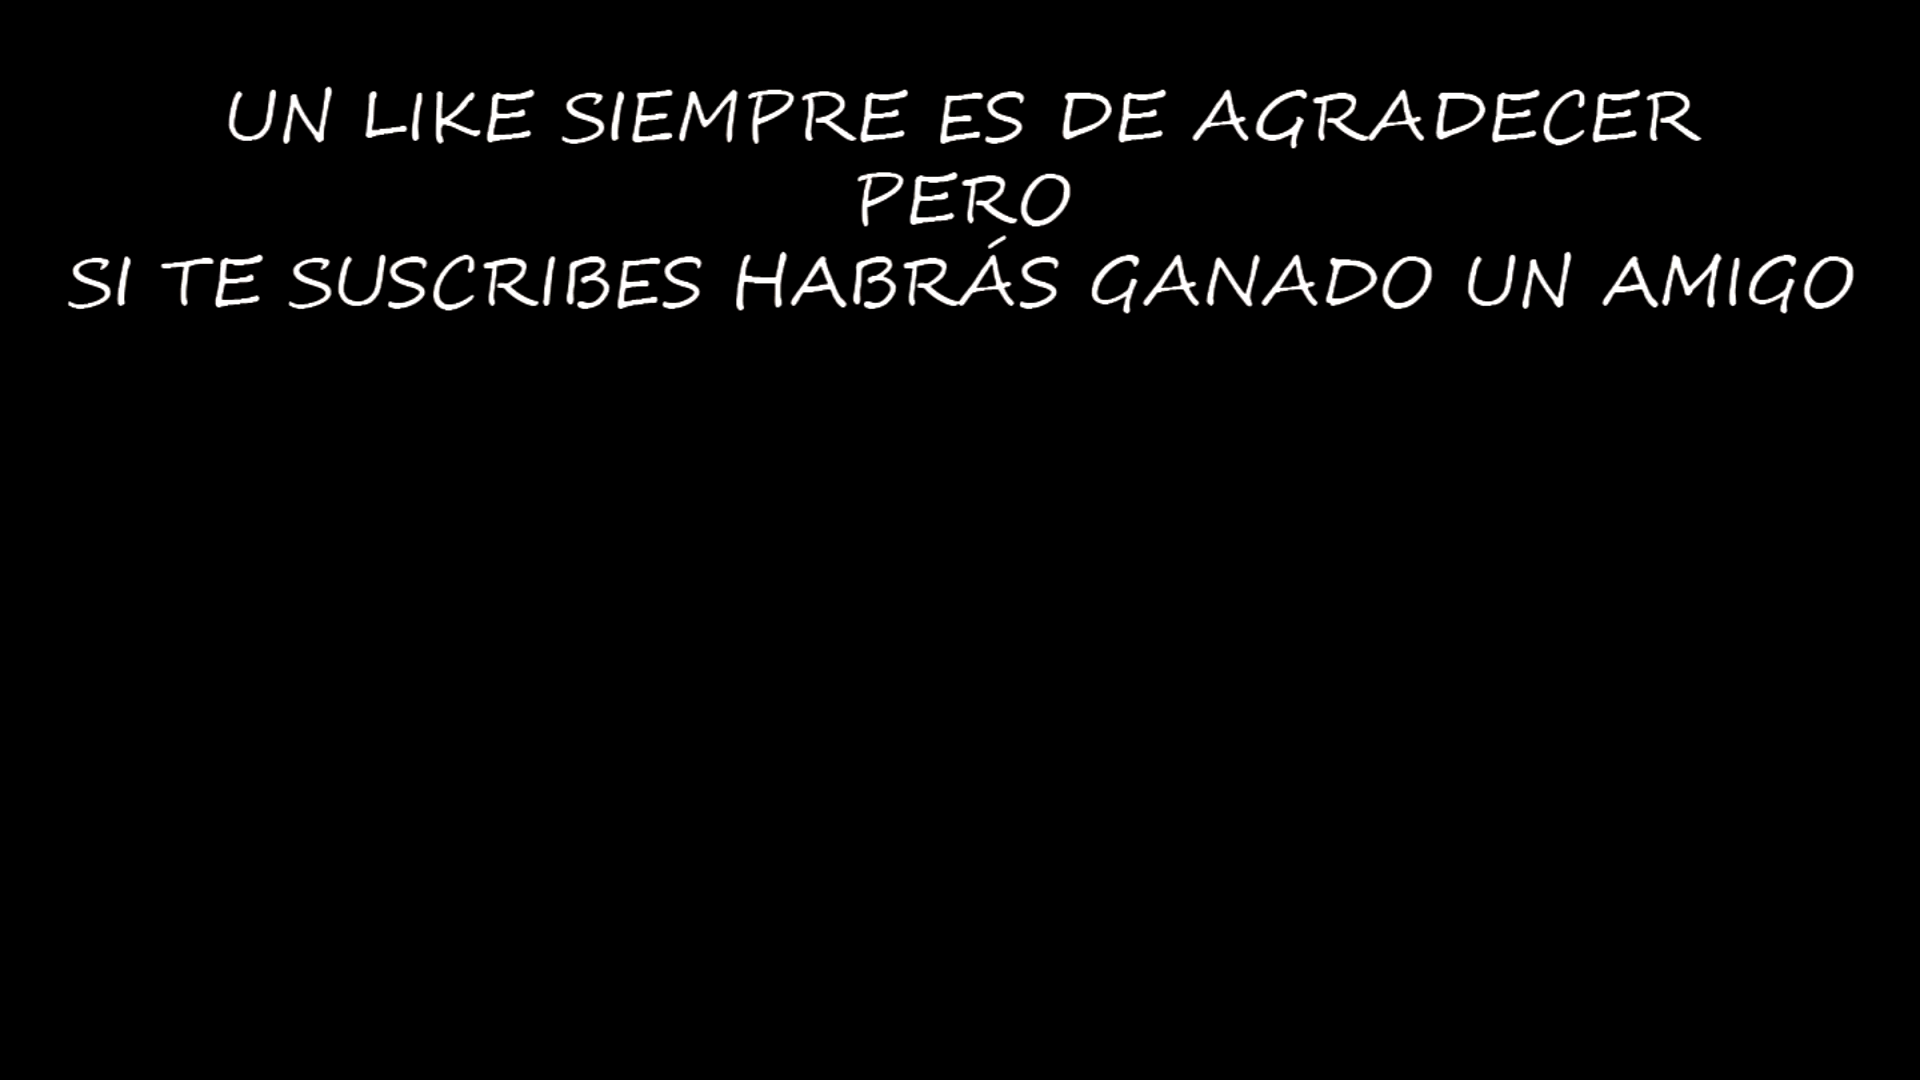 UN LIKE SIEMPRE ES DE AGRADECER
PERO
SI TE SUSCRIBES HABRÁS GANADO UN AMIGO